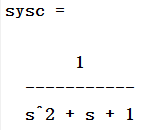 sysc =
1
-----------
s^2 + s + 1